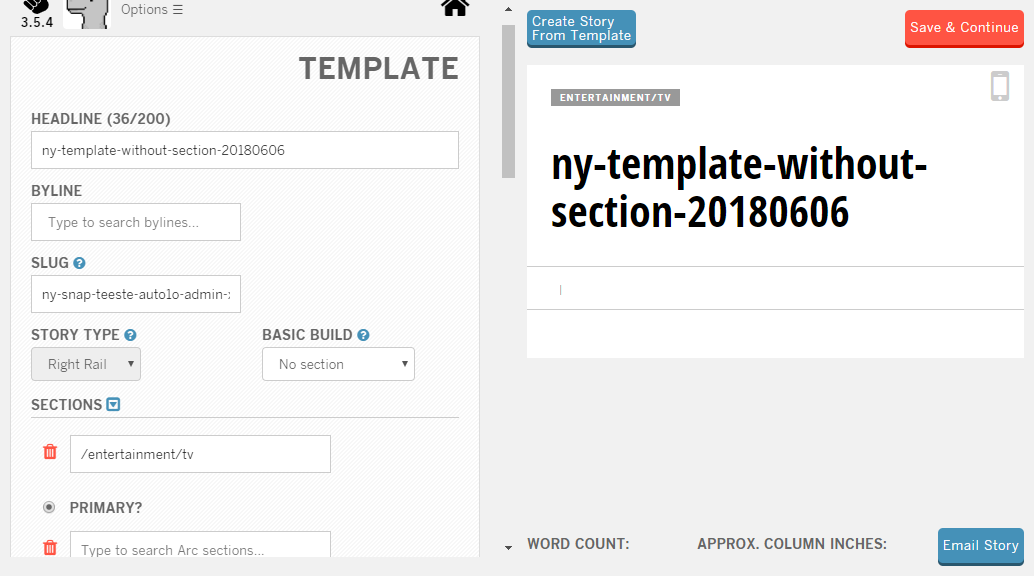 3.5.4
Options ☰
TEMPLATE
HEADLINE (36/200)
ny-template-without-section-20180606
BYLINE
Type to search bylines...
SLUG ?
ny-snap-teeste-auto1o-admin-:
STORY TYPE ?
BASIC BUILD ?
Right Rail
No section
SECTIONS
/entertainment/tv
PRIMARY?
Type to search Arc sections...
Create Story
From Template
Save & Continue
ENTERTAINMENT/TV
ny-template-without-
section-20180606
|
WORD COUNT:
APPROX. COLUMN INCHES:
Email Story